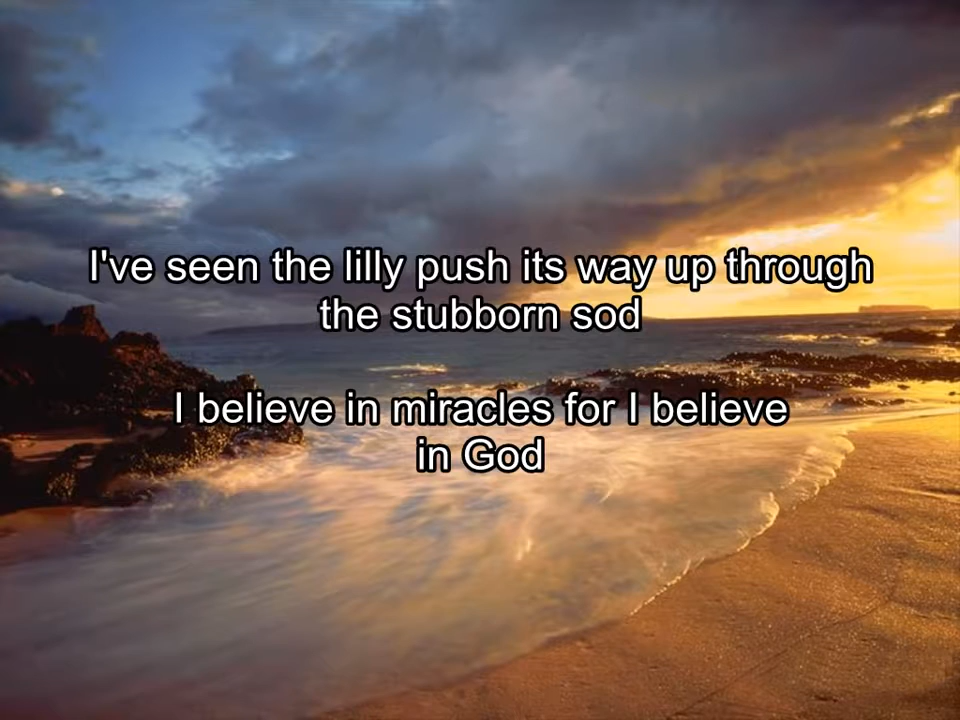 I've seen the lilly push its way up through
the stubborn sod
I believe in miracles for I believe
in God